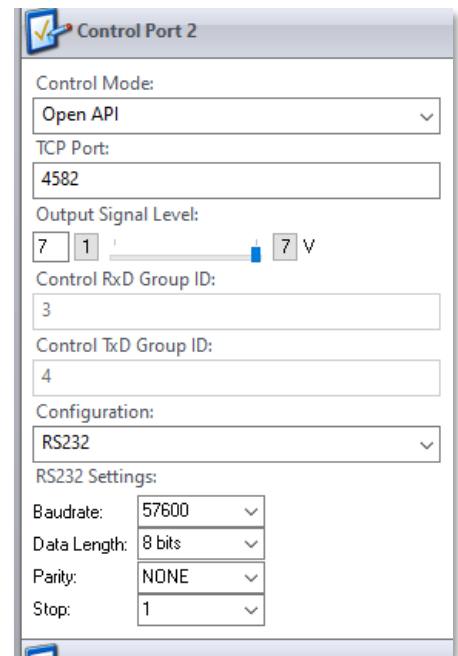 Control Port 2
Control Mode:
Open API
TCP Port:
4582
Output Signal Level:
7 1 7 V
Control RxD Group ID:
3
Control TxD Group ID:
4
Configuration:
RS232
RS232 Settings:
Baudrate: 57600
Data Length: 8 bits
Parity: NONE
Stop: 1